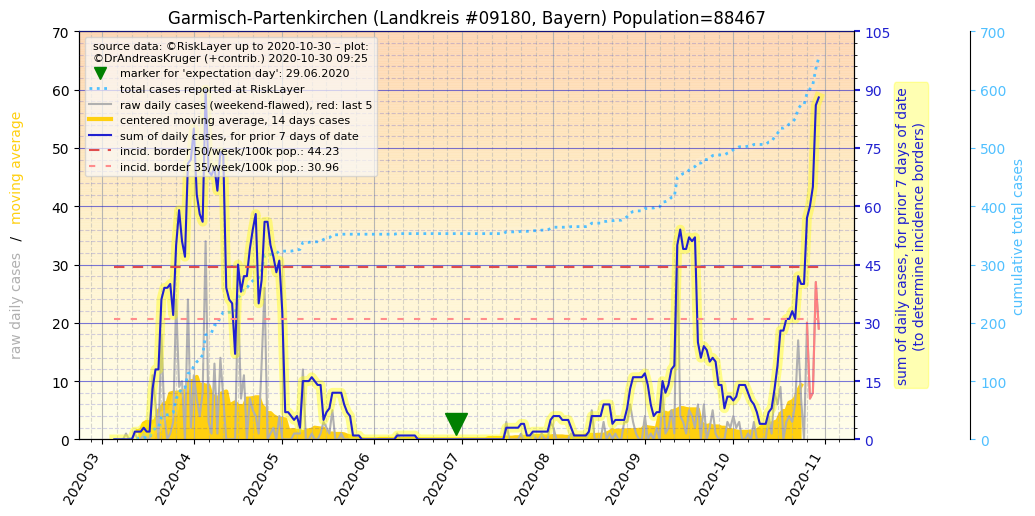 Garmisch-Partenkirchen (Landkreis #09180, Bayern) Population=88467
source data: ©RiskLayer up to 2020-10-30 – plot:
©DrAndreasKruger (+contrib.) 2020-10-30 09:25
marker for 'expectation day': 29.06.2020
total cases reported at RiskLayer
raw daily cases (weekend-flawed), red: last 5
centered moving average, 14 days cases
sum of daily cases, for prior 7 days of date
incid. border 50/week/100k pop.: 44.23
incid. border 35/week/100k pop.: 30.96
raw daily cases / moving average
70
60
50
40
30
20
10
0
105
90
75
60
45
30
15
0
sum of daily cases, for prior 7 days of date
(to determine incidence borders)
700
600
500
400
300
200
100
0
cumulative total cases
2020-03
2020-04
2020-05
2020-06
2020-07
2020-08
2020-09
2020-10
2020-11